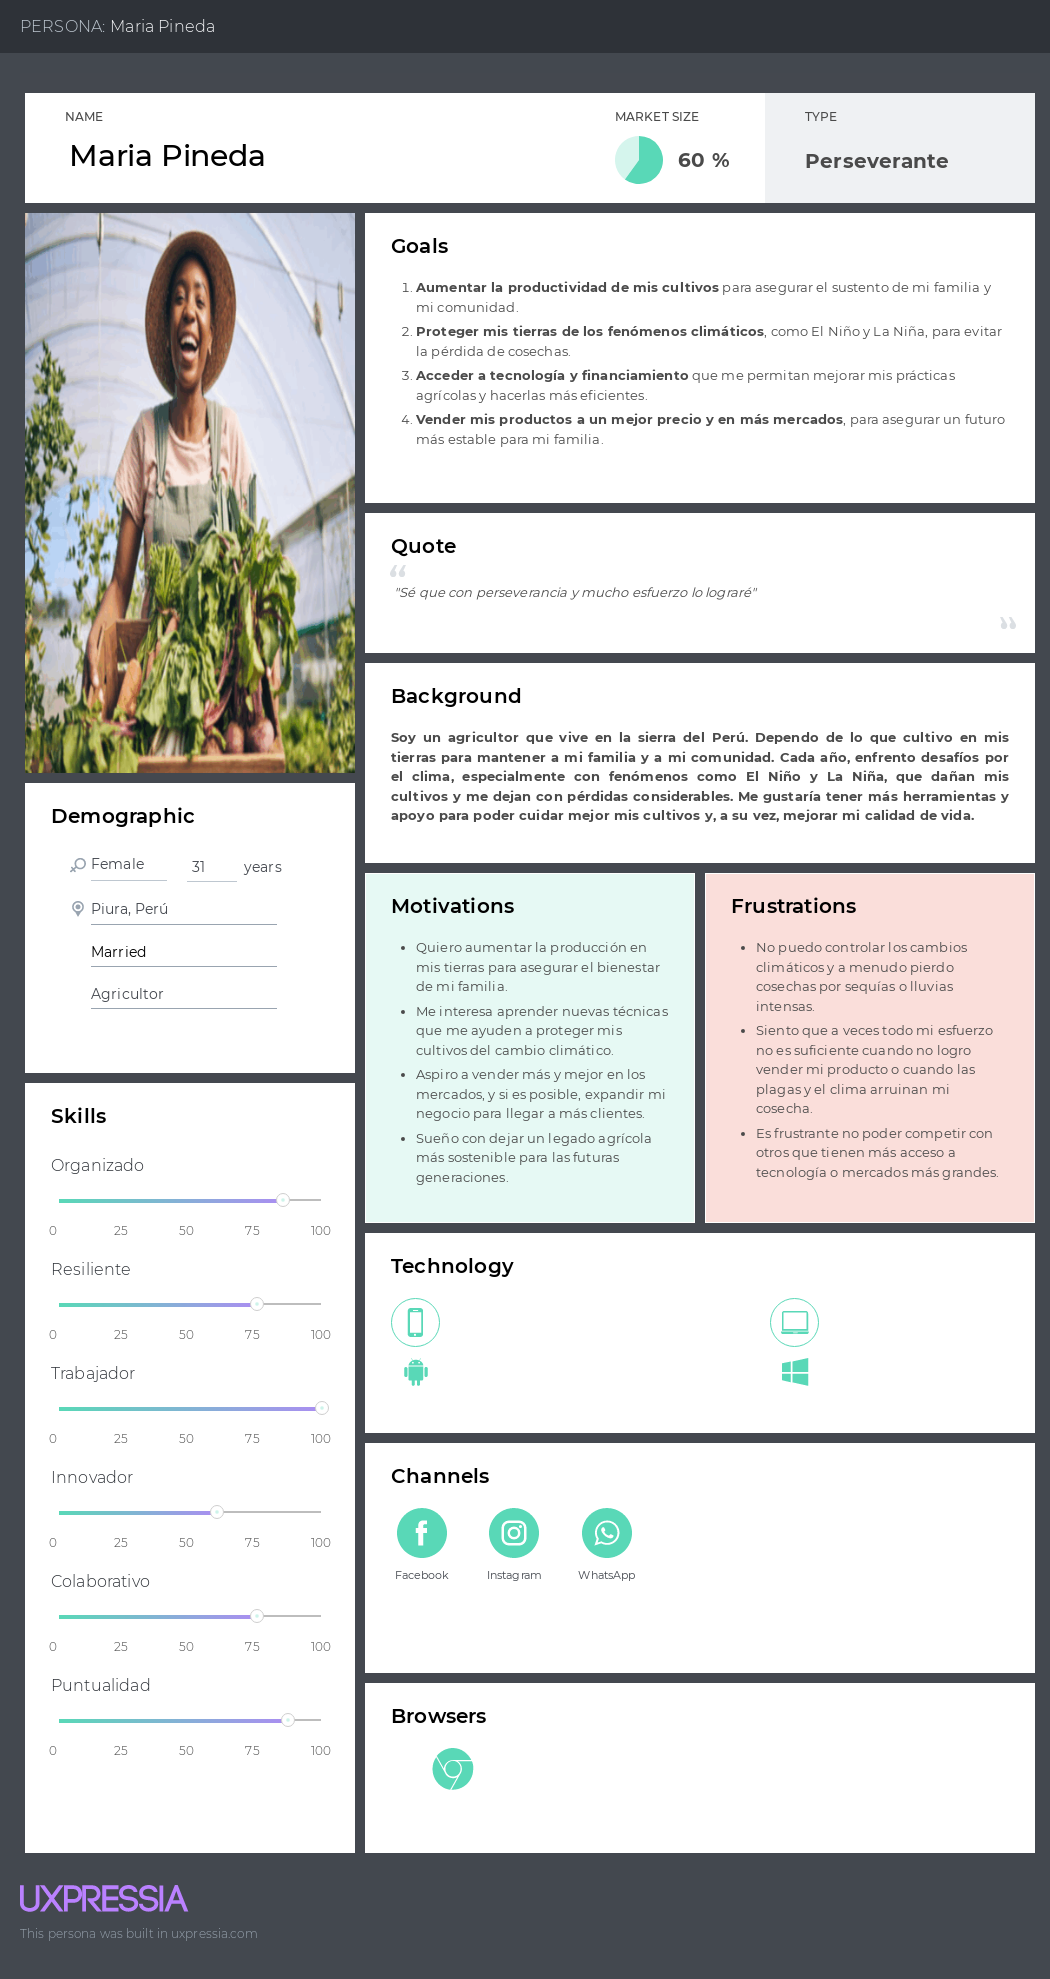 PERSONA: Maria Pineda
NAME
Maria Pineda
MARKET SIZE
60 %
TYPE
Perseverante
Goals
1. Aumentar la productividad de mis cultivos para asegurar el sustento de mi familia y
mi comunidad.
2. Proteger mis tierras de los fenómenos climáticos, como El Niño y La Niña, para evitar
la pérdida de cosechas.
3. Acceder a tecnología y financiamiento que me permitan mejorar mis prácticas
agrícolas y hacerlas más eficientes.
4. Vender mis productos a un mejor precio y en más mercados, para asegurar un futuro
más estable para mi familia.
Quote
“
"Sé que con perseverancia y mucho esfuerzo lo lograré"
”
Background
Soy un agricultor que vive en la sierra del Perú. Dependo de lo que cultivo en mis
tierras para mantener a mi familia y a mi comunidad. Cada año, enfrento desafíos por
el clima, especialmente con fenómenos como El Niño y La Niña, que dañan mis
cultivos y me dejan con pérdidas considerables. Me gustaría tener más herramientas y
apoyo para poder cuidar mejor mis cultivos y, a su vez, mejorar mi calidad de vida.
Demographic
Female 31 years
Piura, Perú
Married
Agricultor
Motivations
• Quiero aumentar la producción en
mis tierras para asegurar el bienestar
de mi familia.
• Me interesa aprender nuevas técnicas
que me ayuden a proteger mis
cultivos del cambio climático.
• Aspiro a vender más y mejor en los
mercados, y si es posible, expandir mi
negocio para llegar a más clientes.
• Sueño con dejar un legado agrícola
más sostenible para las futuras
generaciones.
Frustrations
• No puedo controlar los cambios
climáticos y a menudo pierdo
cosechas por sequías o lluvias
intensas.
• Siento que a veces todo mi esfuerzo
no es suficiente cuando no logro
vender mi producto o cuando las
plagas y el clima arruinan mi
cosecha.
• Es frustrante no poder competir con
otros que tienen más acceso a
tecnología o mercados más grandes.
Skills
Organizado
0 25 50 75 100
Resiliente
0 25 50 75 100
Trabajador
0 25 50 75 100
Innovador
0 25 50 75 100
Colaborativo
0 25 50 75 100
Puntualidad
0 25 50 75 100
Technology
Channels
Facebook Instagram WhatsApp
Browsers
UXPRESSIA
This persona was built in uxpressia.com